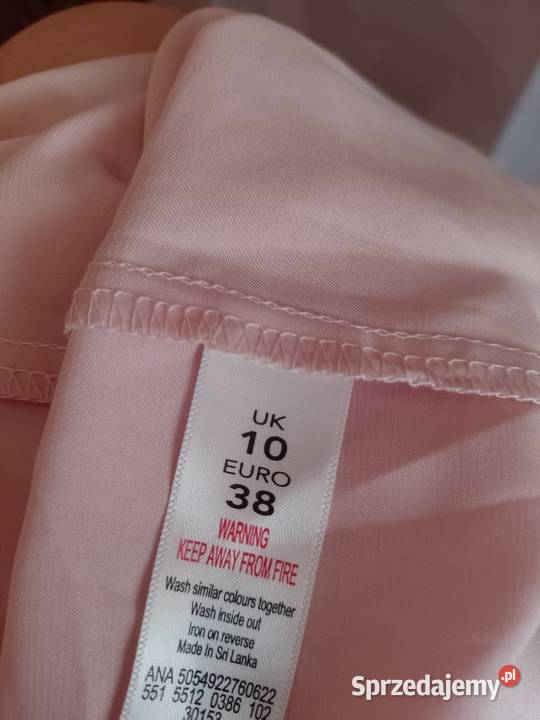 UK
10
EURO
38
WARNING
KEEP AWAY FROM FIRE
Wash similar colours together
Wash inside out
Iron on reverse
Made In Sri Lanka
ANA 5054922760622
551 5512 0386 102
30153
Sprzedajemy.pl